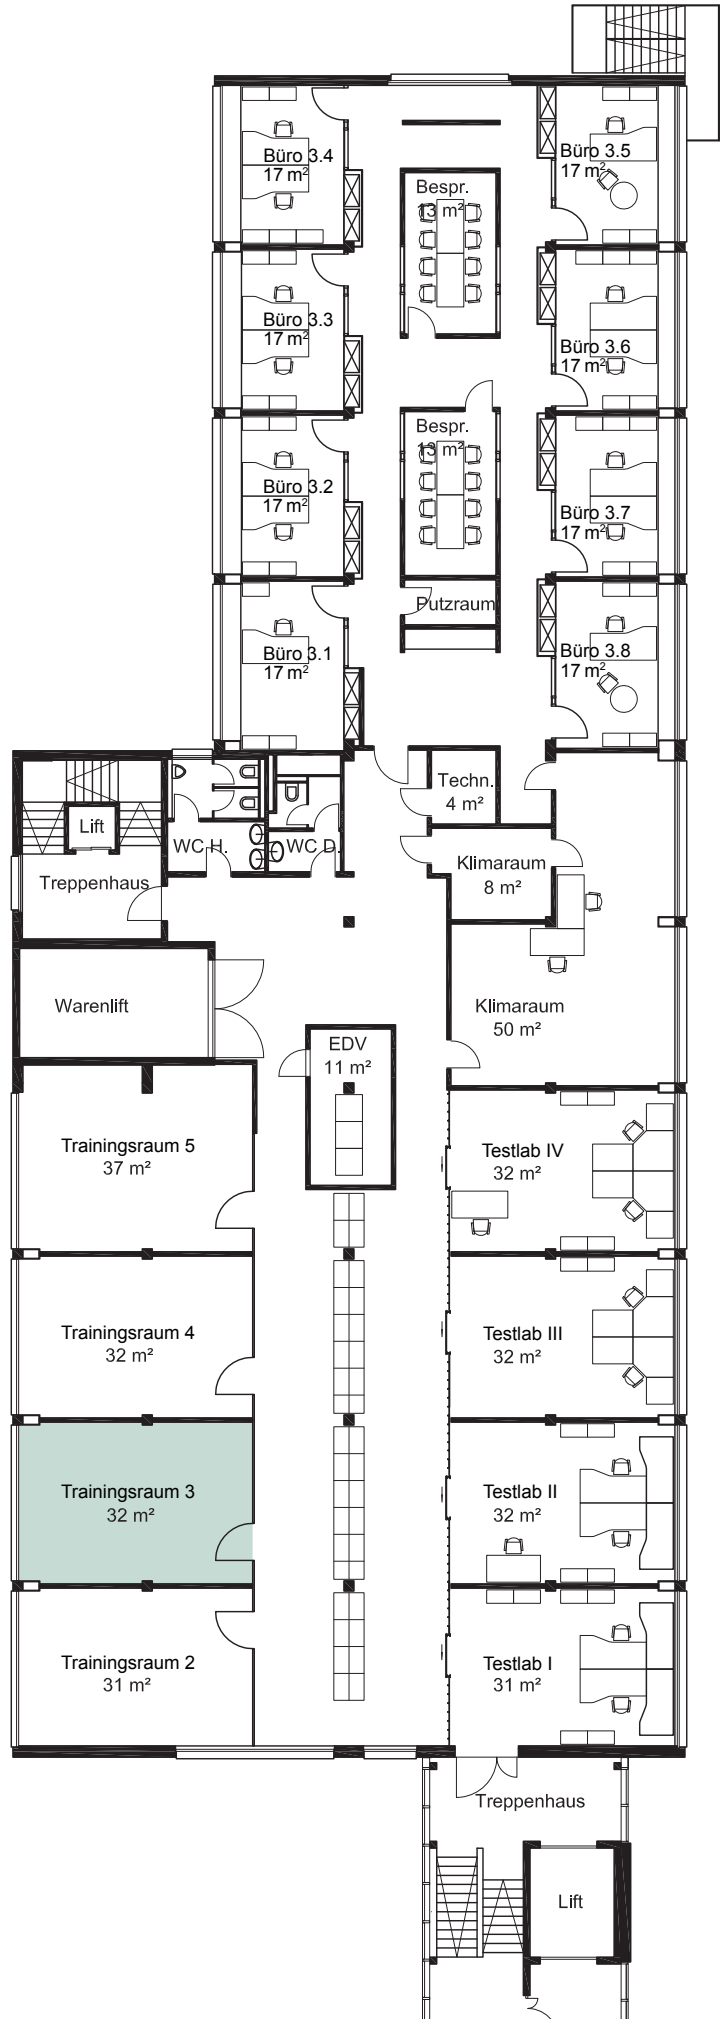 Büro 3.4
17 m²
Büro 3.5
17 m²
Bespr.
13 m²
Büro 3.3
17 m²
Büro 3.6
17 m²
Bespr.
13 m²
Büro 3.2
17 m²
Büro 3.7
17 m²
Putzraum
Büro 3.1
17 m²
Büro 3.8
17 m²
Techn.
4 m²
Lift
WC H.
WC D.
Klimaraum
8 m²
Treppenhaus
Warenlift
Klimaraum
50 m²
EDV
11 m²
Trainingsraum 5
37 m²
Testlab IV
32 m²
Trainingsraum 4
32 m²
Testlab III
32 m²
Trainingsraum 3
32 m²
Testlab II
32 m²
Trainingsraum 2
31 m²
Testlab I
31 m²
Treppenhaus
Lift